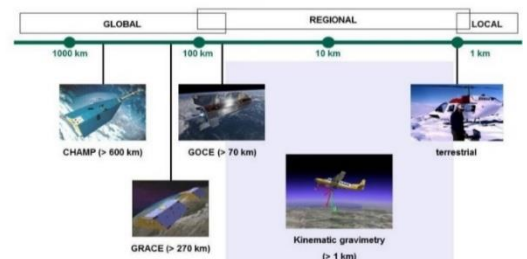 GLOBAL
REGIONAL
LOCAL
1000 km
100 km
10 km
1 km
CHAMP (> 600 km)
GOCE (> 70 km)
terrestrial
GRACE (> 270 km)
Kinematic gravimetry
(> 1 km)